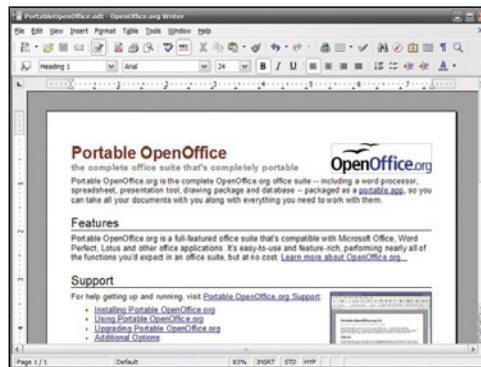 PortableOpenOffice.odt - OpenOffice.org Writer
File Edit View Insert Format Table Tools Window Help
Heading 1 Arial 24 B I U A
Portable OpenOffice
the complete office suite that's completely portable
OpenOffice.org
Portable OpenOffice.org is the complete OpenOffice.org office suite -- including a word processor,
spreadsheet, presentation tool, drawing package and database -- packaged as a portable app, so you
can take all your documents with you along with everything you need to work with them.
Features
Portable OpenOffice.org is a full-featured office suite that's compatible with Microsoft Office, Word
Perfect, Lotus and other office applications. It's easy-to-use and feature-rich, performing nearly all of
the functions you'd expect in an office suite, but at no cost. Learn more about OpenOffice.org...
Support
For help getting up and running, visit Portable OpenOffice.org Support:
Installing Portable OpenOffice.org
Using Portable OpenOffice.org
Upgrading Portable OpenOffice.org
Additional Options
Page 1 / 1 Default 83% INSRT STD HYP